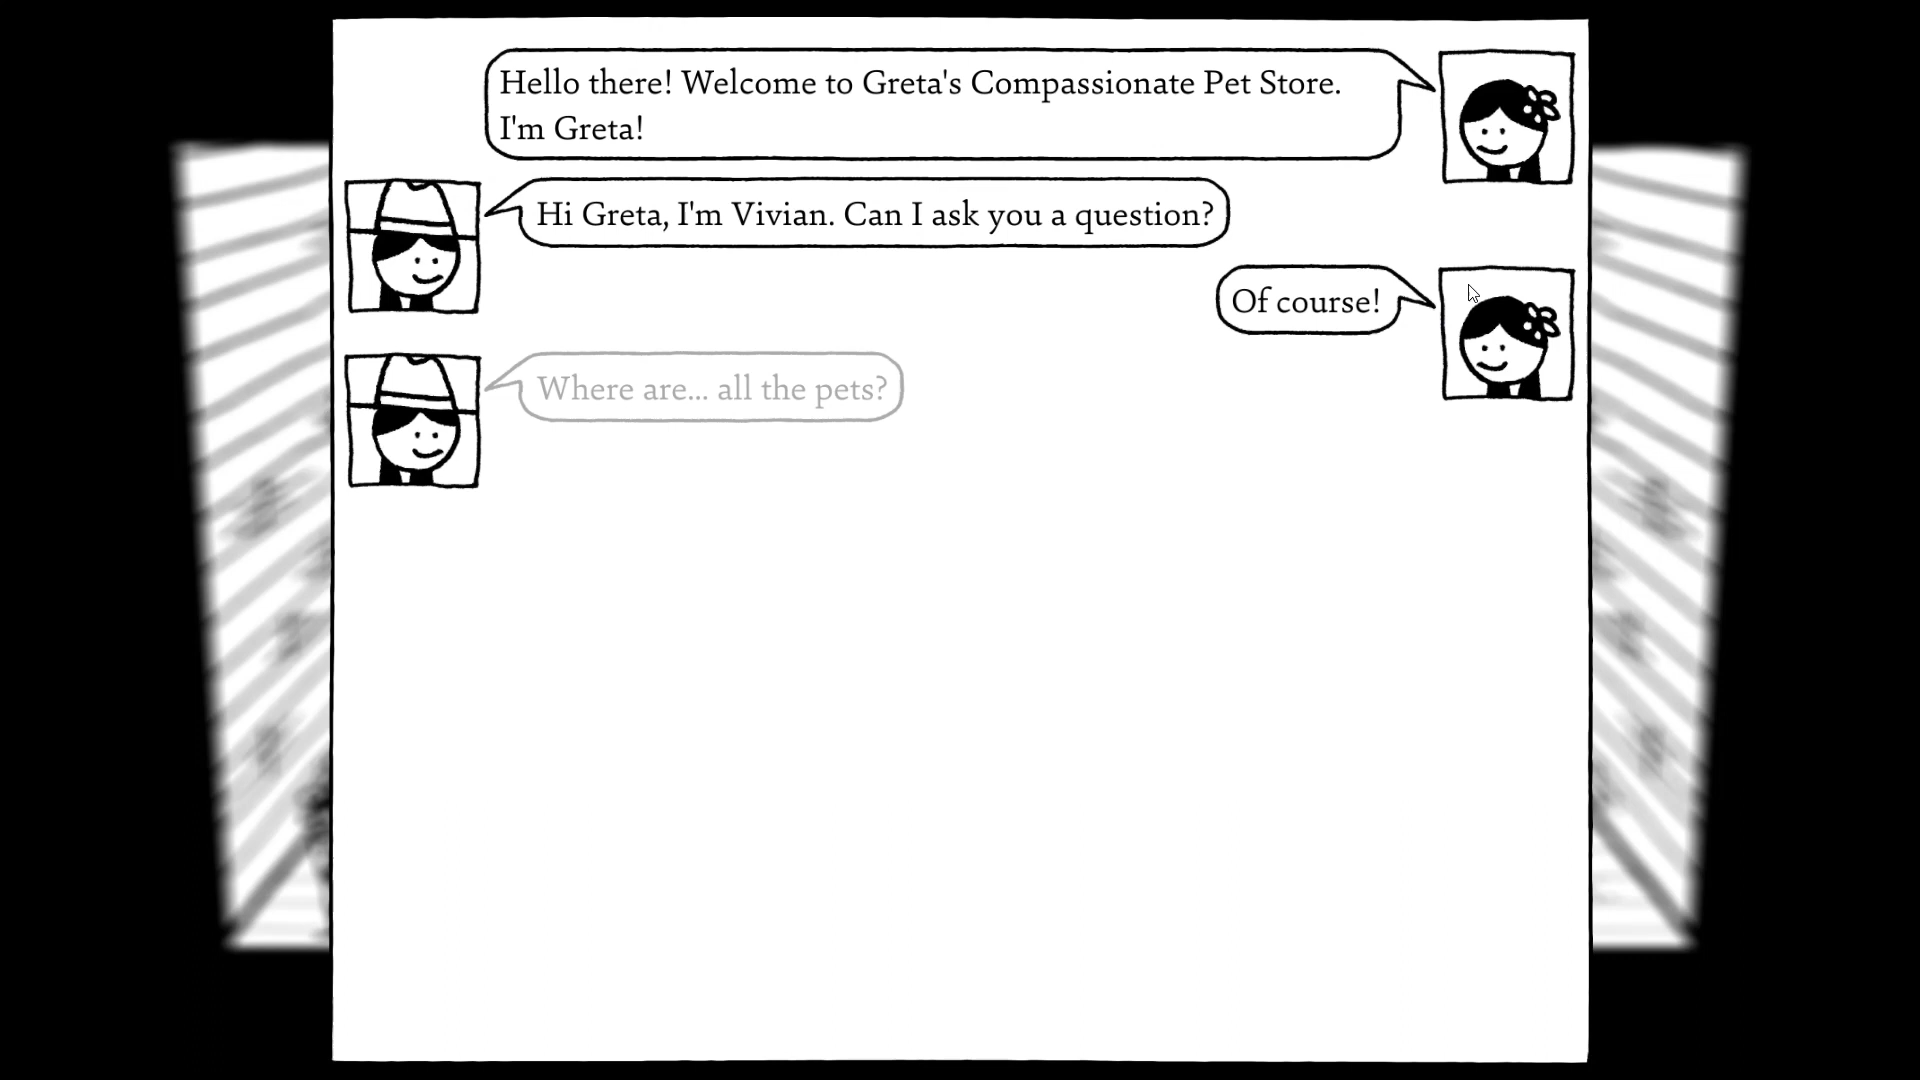 Hello there! Welcome to Greta's Compassionate Pet Store.
I'm Greta!
Hi Greta, I'm Vivian. Can I ask you a question?
Of course!
Where are... all the pets?